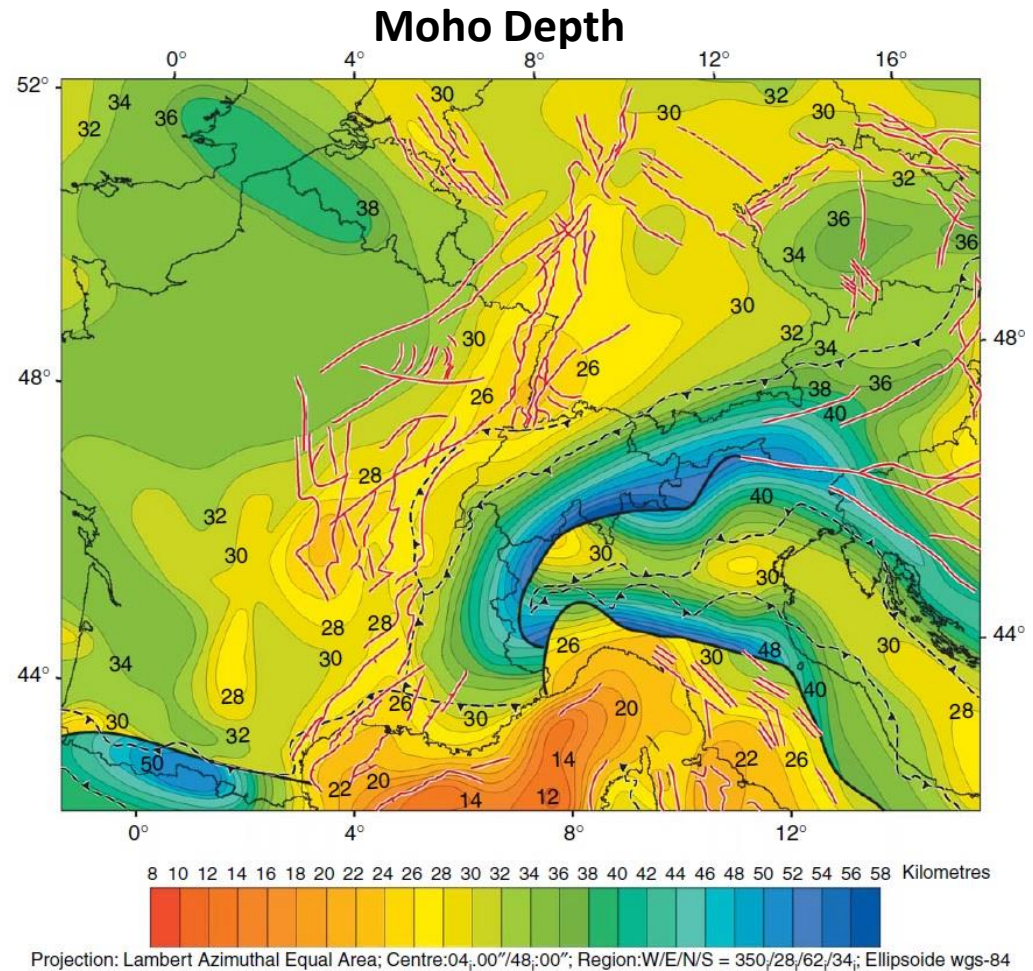 Moho Depth
0° 4° 8° 12° 16°
52°
34 36 30 32 30 30
32
38 32
36 36
34
30
30 32 48°
34
48° 26 38 36
26 40
28
40
32
30 30
30
28 28
26 48 30 44°
34 30 30
44° 40
28 26
30 20 28
30
32
50 14 22 26
20
22
14 12
0° 4° 8° 12°
8 10 12 14 16 18 20 22 24 26 28 30 32 34 36 38 40 42 44 46 48 50 52 54 56 58 Kilometres
Projection: Lambert Azimuthal Equal Area; Centre:04¡.00″/48¡:00″; Region:W/E/N/S = 350¡/28¡/62¡/34¡; Ellipsoide wgs-84